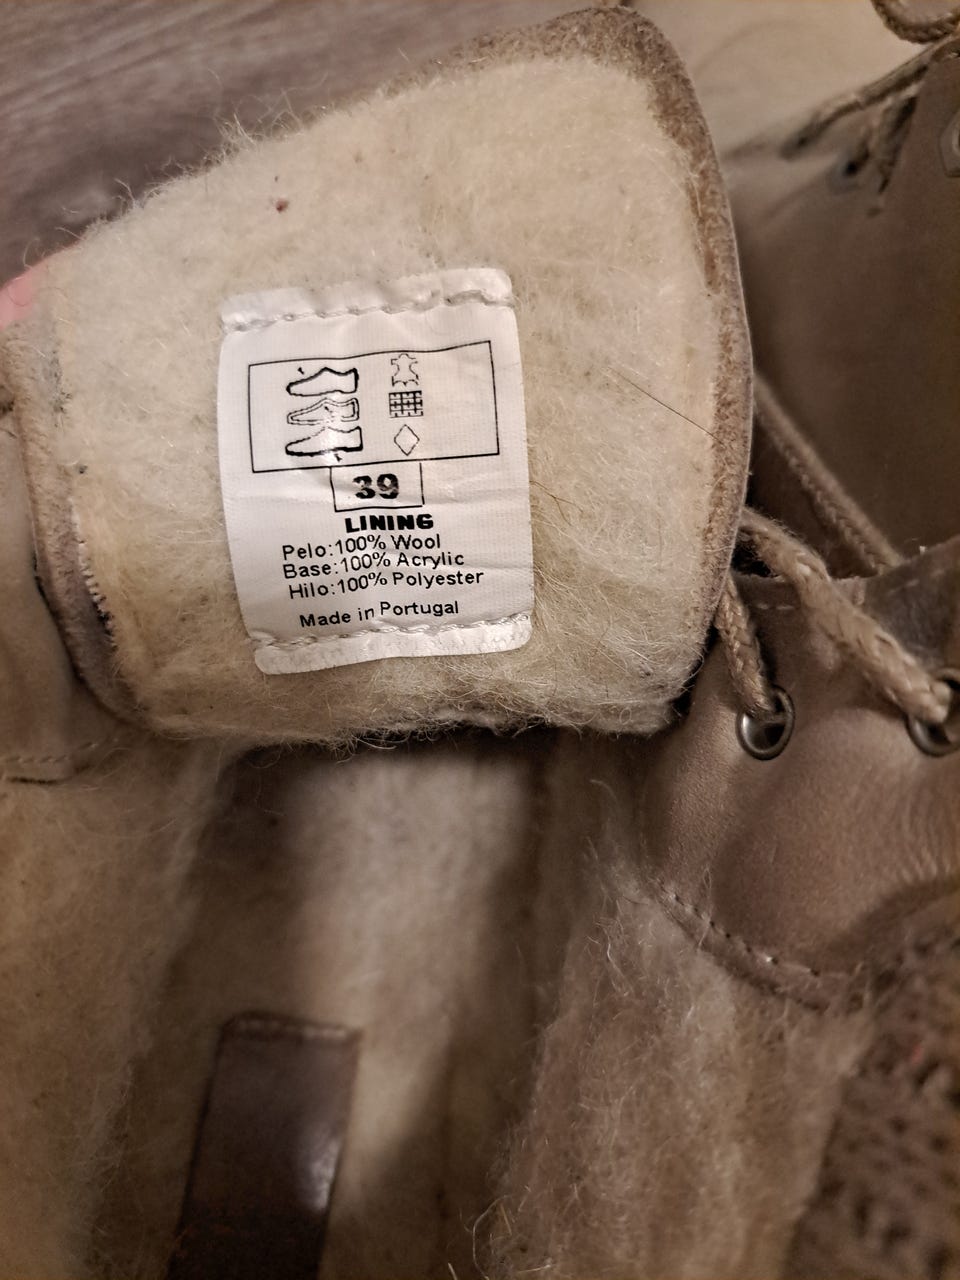 39
LINING
Pelo:100% Wool
Base:100% Acrylic
Hilo:100% Polyester
Made in Portugal